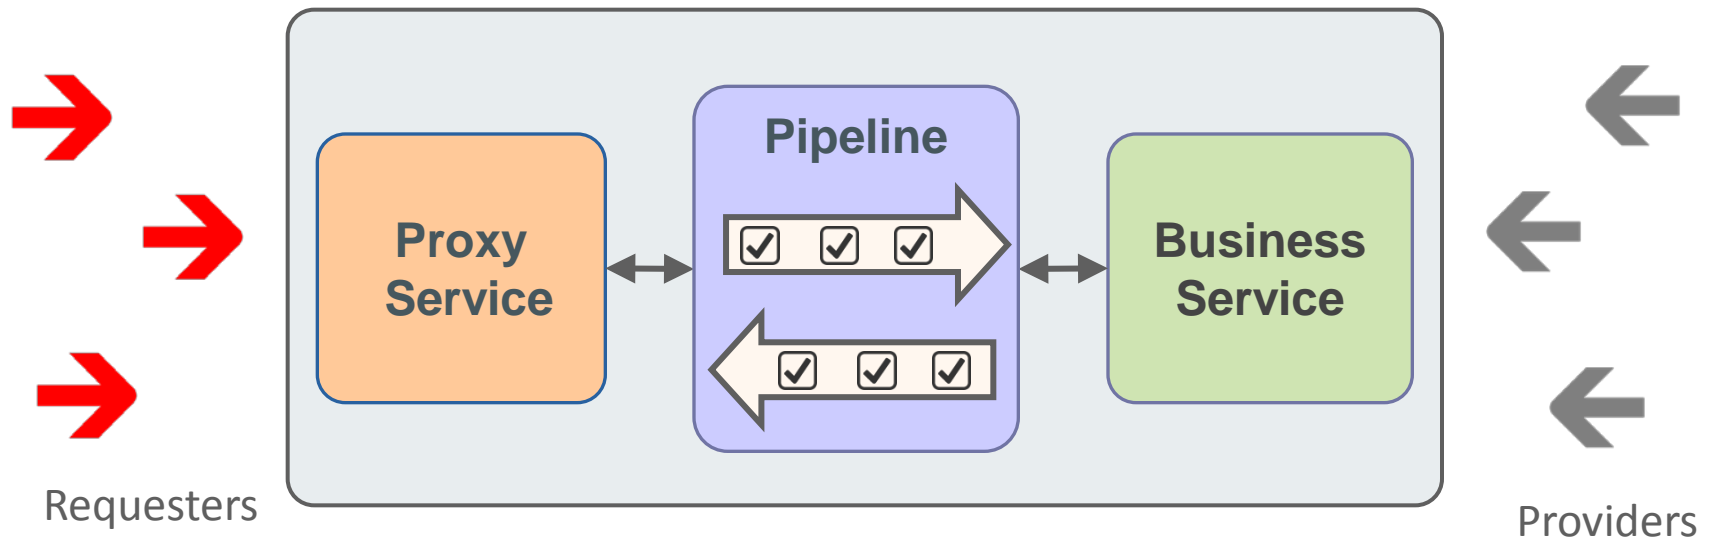 Pipeline
Proxy
Service
Business
Service
Requesters
Providers